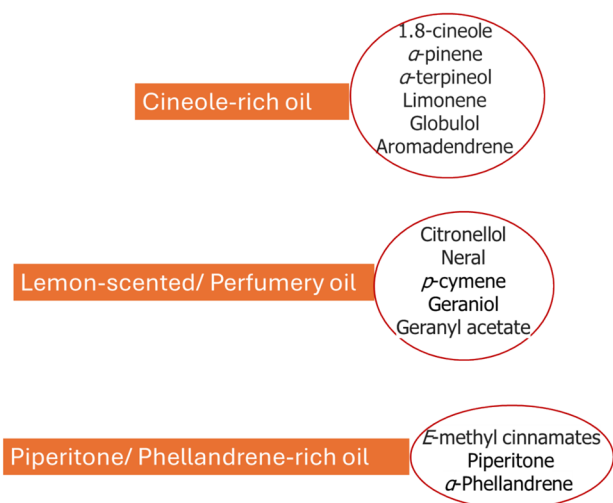 1.8-cineole
α-pinene
α-terpineol
Cineole-rich oil
Limonene
Globulol
Aromadendrene
Citronellol
Neral
Lemon-scented/ Perfumery oil
p-cymene
Geraniol
Geranyl acetate
E-methyl cinnamates
Piperitone/ Phellandrene-rich oil
Piperitone
α-Phellandrene